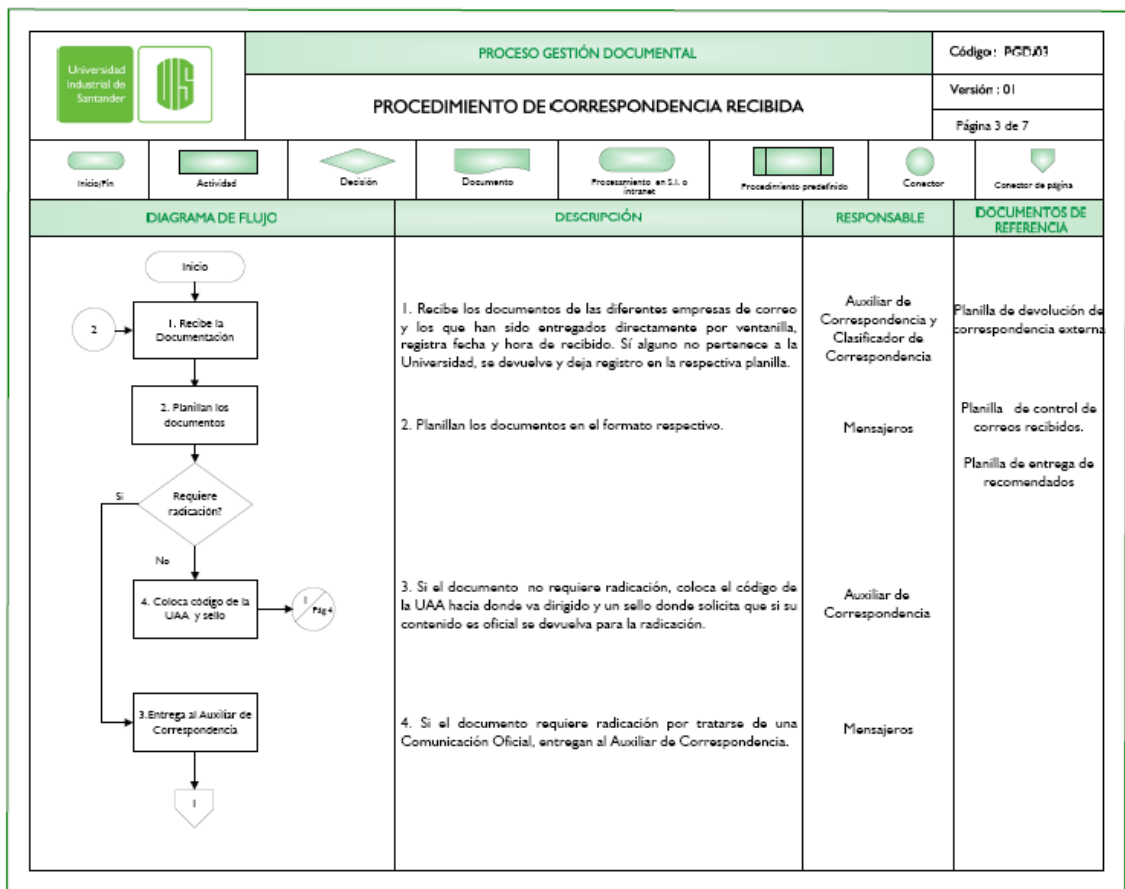 Universidad
Industrial de
Santander
UIS
PROCESO GESTIÓN DOCUMENTAL
Código: PGD.03
PROCEDIMIENTO DE CORRESPONDENCIA RECIBIDA
Versión : 01
Página 3 de 7
Inicio/Fin
Actividad
Decisión
Documento
Procesamiento en S.I. o
intranet
Procedimiento predefinido
Conector
Conector de página
DIAGRAMA DE FLUJO
DESCRIPCIÓN
RESPONSABLE
DOCUMENTOS DE
REFERENCIA
Inicio
2
1. Recibe la
Documentación
1. Recibe los documentos de las diferentes empresas de correo
y los que han sido entregados directamente por ventanilla,
registra fecha y hora de recibido. Sí alguno no pertenece a la
Universidad, se devuelve y deja registro en la respectiva planilla.
Auxiliar de
Correspondencia y
Clasificador de
Correspondencia
Planilla de devolución de
correspondencia externa
2. Planillan los
documentos
2. Planillan los documentos en el formato respectivo.
Mensajeros
Planilla de control de
correos recibidos.
Planilla de entrega de
recomendados
Si
Requiere
radicación?
No
4. Coloca código de la
UAA y sello
1
Pág 4
3. Si el documento no requiere radicación, coloca el código de
la UAA hacia donde va dirigido y un sello donde solicita que si su
contenido es oficial se devuelva para la radicación.
Auxiliar de
Correspondencia
3.Entrega al Auxiliar de
Correspondencia
4. Si el documento requiere radicación por tratarse de una
Comunicación Oficial, entregan al Auxiliar de Correspondencia.
Mensajeros
1